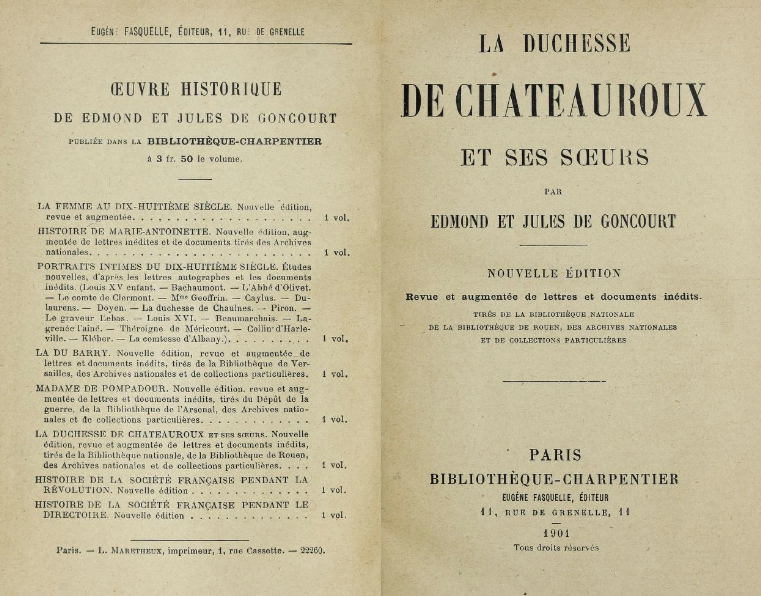 EUGÈNE FASQUELLE, ÉDITEUR, 11, RUE DE GRENELLE
ŒUVRE HISTORIQUE
DE EDMOND ET JULES DE GONCOURT
PUBLIÉE DANS LA BIBLIOTHÈQUE-CHARPENTIER
à 3 fr. 50 le volume.
LA FEMME AU DIX-HUITIÈME SIÈCLE. Nouvelle édition,
revue et augmentée. . . . . . . . . . . . . . . . . . . . . 1 vol.
HISTOIRE DE MARIE-ANTOINETTE. Nouvelle édition, aug-
mentée de lettres inédites et de documents tirés des Archives
nationales. . . . . . . . . . . . . . . . . . . . . . . . . . 1 vol.
PORTRAITS INTIMES DU DIX-HUITIÈME SIÈCLE. Études
nouvelles, d'après les lettres autographes et les documents
inédits. (Louis XV enfant. — Bachaumont. — L'Abbé d'Olivet.
— Le comte de Clermont. — Mme Geoffrin. — Caylus. — Du-
laurens. — Doyen. — La duchesse de Chaulnes. — Piron. —
Le graveur Lebas. — Louis XVI. — Beaumarchais. — La-
grenée l'aîné. — Théroigne de Méricourt. — Collin d'Harle-
ville. — Kléber. — La comtesse d'Albany.). . . . . . . . . . 1 vol.
LA DU BARRY. Nouvelle édition, revue et augmentée de
lettres et documents inédits, tirés de la Bibliothèque de Ver-
sailles, des Archives nationales et de collections particulières. 1 vol.
MADAME DE POMPADOUR. Nouvelle édition. revue et aug-
mentée de lettres et documents inédits, tirés du Dépôt de la
guerre, de la Bibliothèque de l'Arsenal, des Archives natio-
nales et de collections particulières. . . . . . . . . . . . . 1 vol.
LA DUCHESSE DE CHATEAUROUX ET SES SŒURS. Nouvelle
édition, revue et augmentée de lettres et documents inédits,
tirés de la Bibliothèque nationale, de la Bibliothèque de Rouen,
des Archives nationales et de collections particulières. . . . 1 vol.
HISTOIRE DE LA SOCIÉTÉ FRANÇAISE PENDANT LA
RÉVOLUTION. Nouvelle édition . . . . . . . . . . . . . . 1 vol.
HISTOIRE DE LA SOCIÉTÉ FRANÇAISE PENDANT LE
DIRECTOIRE. Nouvelle édition . . . . . . . . . . . . . . 1 vol.
Paris. — L. MARETHEUX, imprimeur, 1, rue Cassette. — 22260.
LA DUCHESSE
DE CHATEAUROUX
ET SES SŒURS
PAR
EDMOND ET JULES DE GONCOURT
NOUVELLE ÉDITION
Revue et augmentée de lettres et documents inédits.
TIRÉS DE LA BIBLIOTHÈQUE NATIONALE
DE LA BIBLIOTHÈQUE DE ROUEN, DES ARCHIVES NATIONALES
ET DE COLLECTIONS PARTICULIÈRES
PARIS
BIBLIOTHÈQUE-CHARPENTIER
EUGÈNE FASQUELLE, ÉDITEUR
11, RUE DE GRENELLE, 11
1901
Tous droits réservés